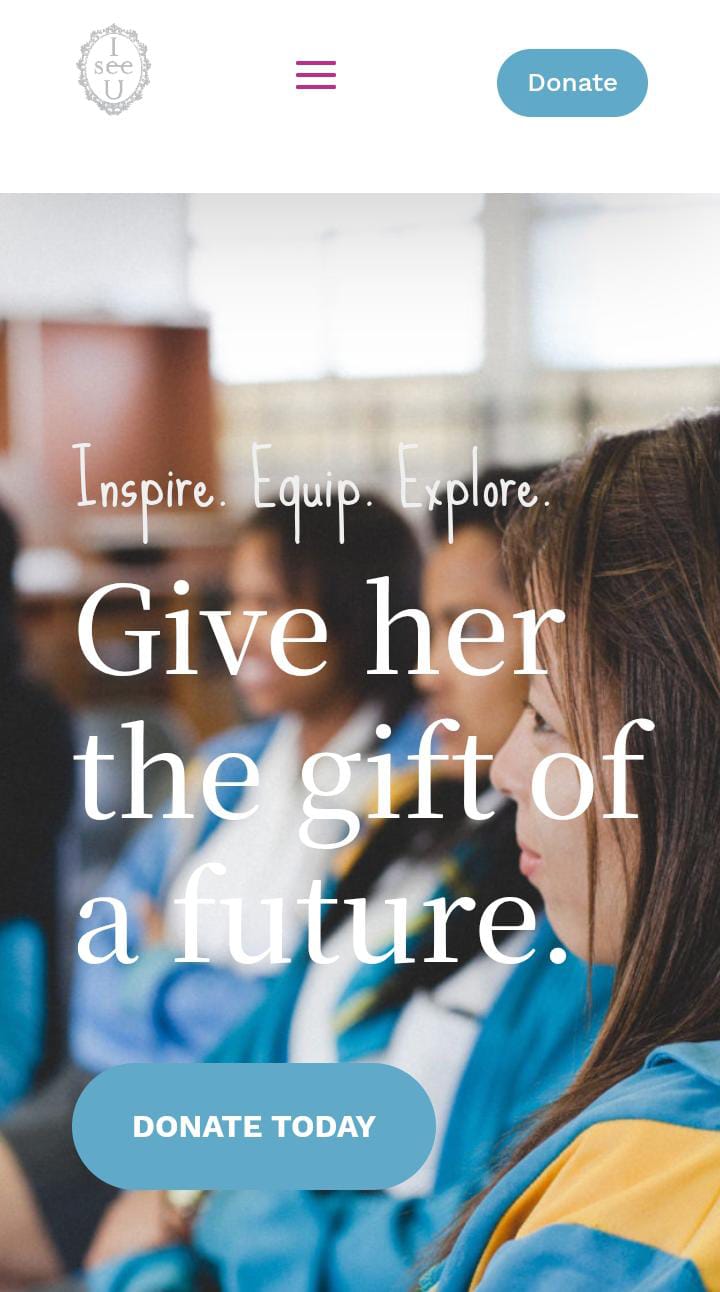 I
see
U
Donate
Inspire. Equip. Explore.
Give her
the gift of
a future.
DONATE TODAY